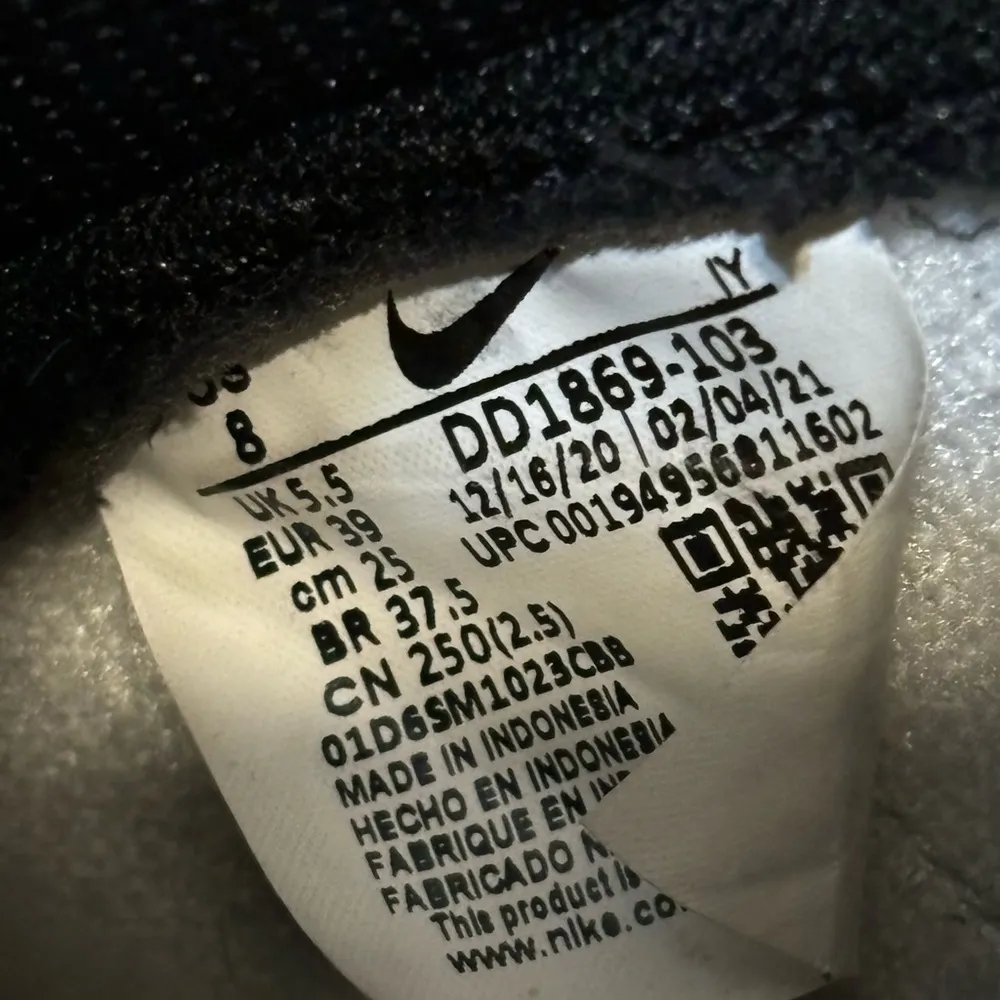 IY
8
DD1869-103
12/16/20 | 02/04/21
UPC 00194956811602
UK 5.5
EUR 39
cm 25
BR 37.5
CN 250(2.5)
01D6SM1023CBB
MADE IN INDONESIA
HECHO EN INDONESIA
FABRIQUE EN
FABRICADO
This product is
www.nike.co